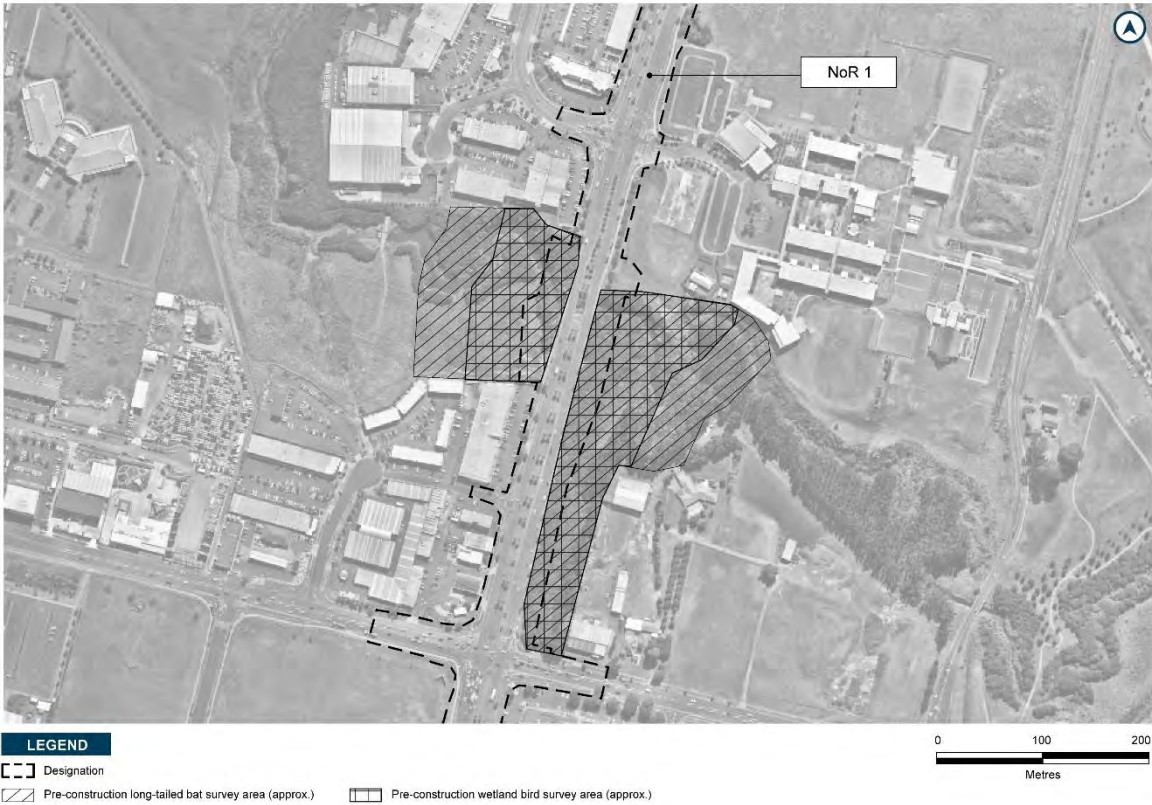 NoR 1
LEGEND
Designation
Pre-construction long-tailed bat survey area (approx.)
Pre-construction wetland bird survey area (approx.)
0 100 200
Metres